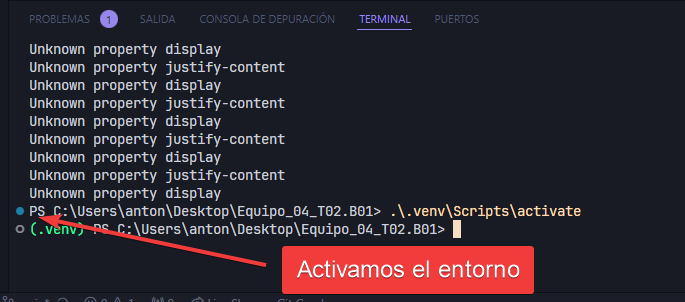 PROBLEMAS 1 SALIDA CONSOLA DE DEPURACIÓN TERMINAL PUERTOS
Unknown property display
Unknown property justify-content
Unknown property display
Unknown property justify-content
Unknown property display
Unknown property justify-content
Unknown property display
Unknown property justify-content
Unknown property display
PS C:\Users\anton\Desktop\Equipo_04_T02.B01> .\.venv\Scripts\activate
(.venv) PS C:\Users\anton\Desktop\Equipo_04_T02.B01>
Activamos el entorno